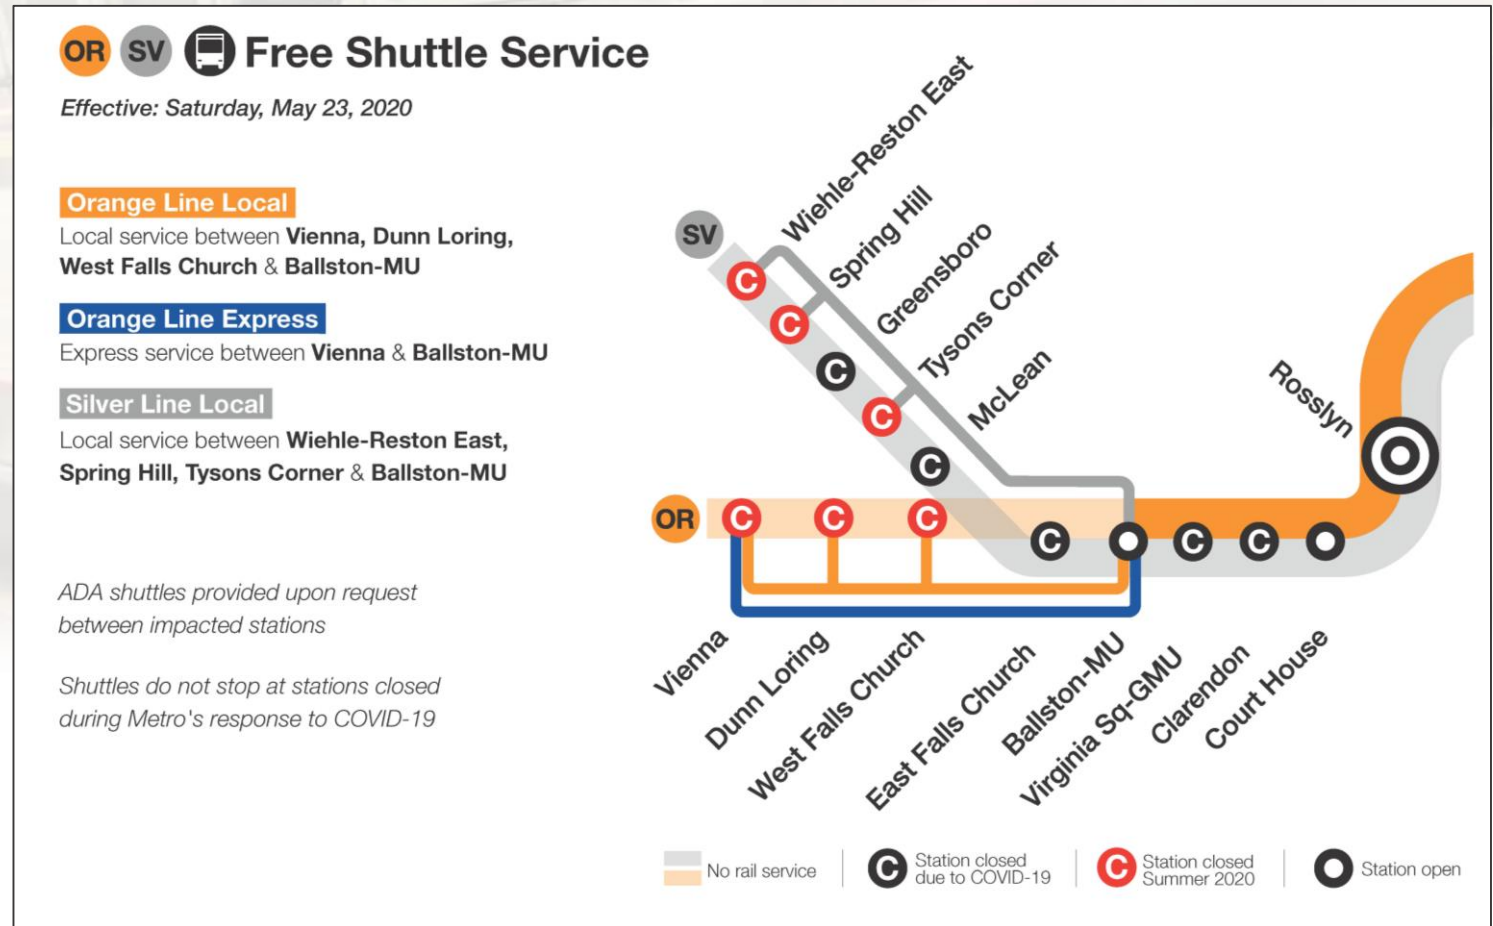 OR SV Free Shuttle Service
Effective: Saturday, May 23, 2020
Orange Line Local
Local service between Vienna, Dunn Loring,
West Falls Church & Ballston-MU
Orange Line Express
Express service between Vienna & Ballston-MU
Silver Line Local
Local service between Wiehle-Reston East,
Spring Hill, Tysons Corner & Ballston-MU
ADA shuttles provided upon request
between impacted stations
Shuttles do not stop at stations closed
during Metro's response to COVID-19
SV
Wiehle-Reston East
C
Spring Hill
C
Greensboro
C
Tysons Corner
C
McLean
C
Rosslyn
OR
C
C
C
C
C
C
Vienna
Dunn Loring
West Falls Church
East Falls Church
Ballston-MU
Virginia Sq-GMU
Clarendon
Court House
No rail service
C
Station closed
due to COVID-19
C
Station closed
Summer 2020
Station open